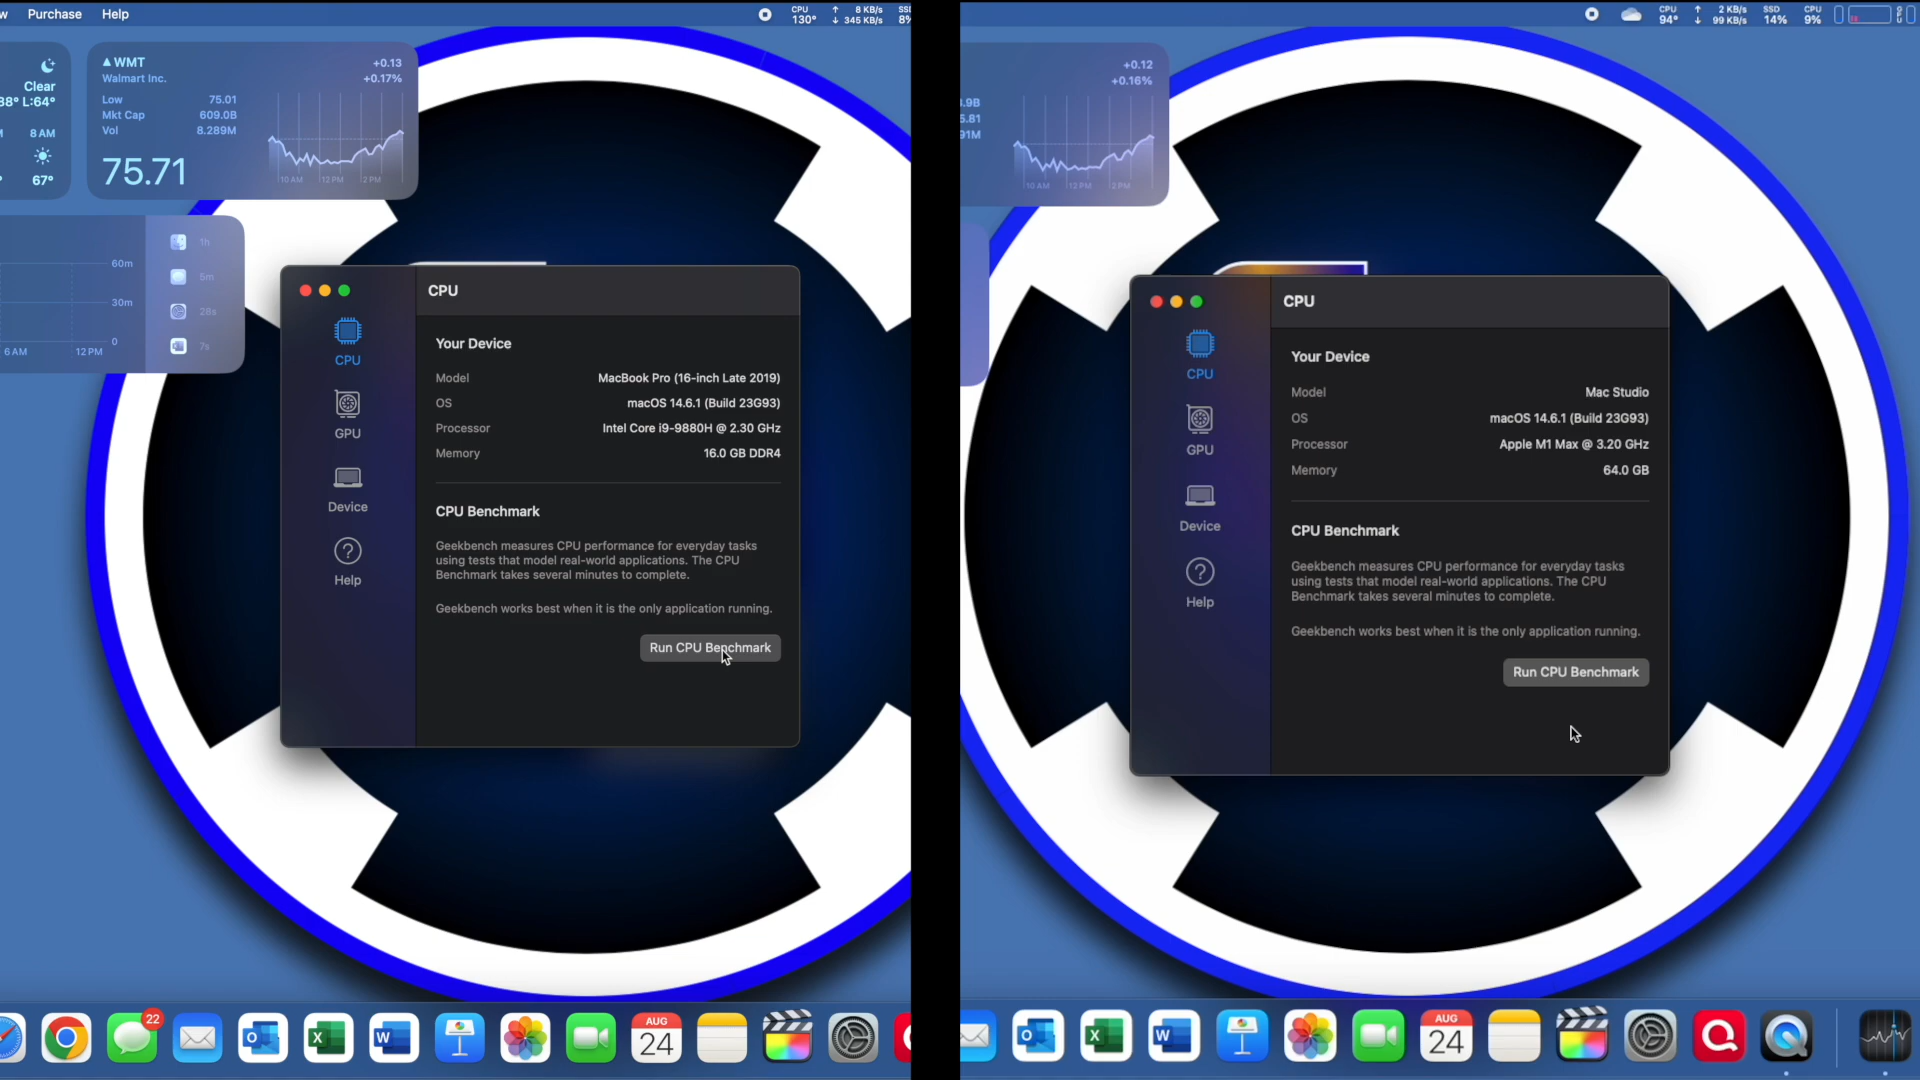 w Purchase Help
CPU 130° ↑ 8 KB/s ↓ 345 KB/s SSI 8%
Clear
38° L:64°
8 AM
67°
▲WMT +0.13
Walmart Inc. +0.17%
Low 75.01
Mkt Cap 609.0B
Vol 8.289M
75.71
10 AM 12 PM 2 PM
60m
30m
0
6 AM 12 PM
1h
5m
28s
7s
CPU
CPU
GPU
Device
Help
Your Device
Model MacBook Pro (16-inch Late 2019)
OS macOS 14.6.1 (Build 23G93)
Processor Intel Core i9-9880H @ 2.30 GHz
Memory 16.0 GB DDR4
CPU Benchmark
Geekbench measures CPU performance for everyday tasks
using tests that model real-world applications. The CPU
Benchmark takes several minutes to complete.
Geekbench works best when it is the only application running.
Run CPU Benchmark
22
AUG
24
CPU 94° ↑ 2 KB/s ↓ 99 KB/s SSD 14% CPU 9%
+0.12
+0.16%
.9B
5.81
91M
10 AM 12 PM 2 PM
CPU
CPU
GPU
Device
Help
Your Device
Model Mac Studio
OS macOS 14.6.1 (Build 23G93)
Processor Apple M1 Max @ 3.20 GHz
Memory 64.0 GB
CPU Benchmark
Geekbench measures CPU performance for everyday tasks
using tests that model real-world applications. The CPU
Benchmark takes several minutes to complete.
Geekbench works best when it is the only application running.
Run CPU Benchmark
AUG
24